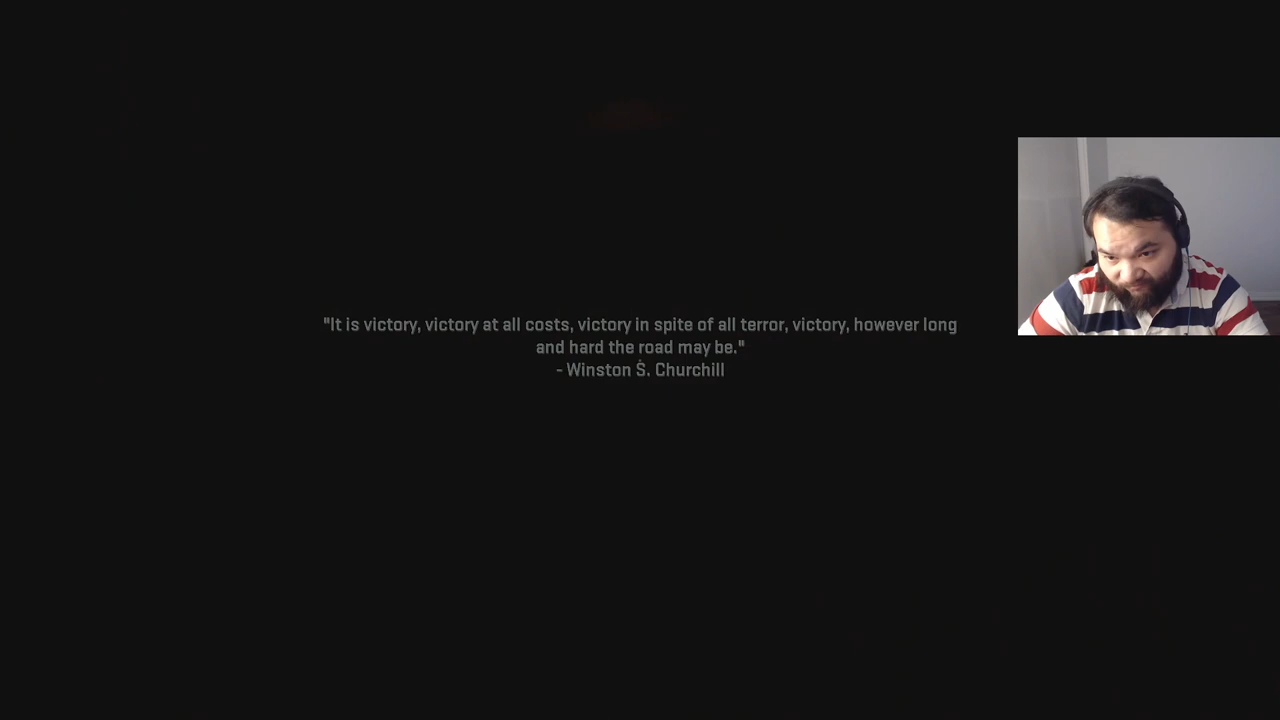 "It is victory, victory at all costs, victory in spite of all terror, victory, however long
and hard the road may be."
- Winston S. Churchill